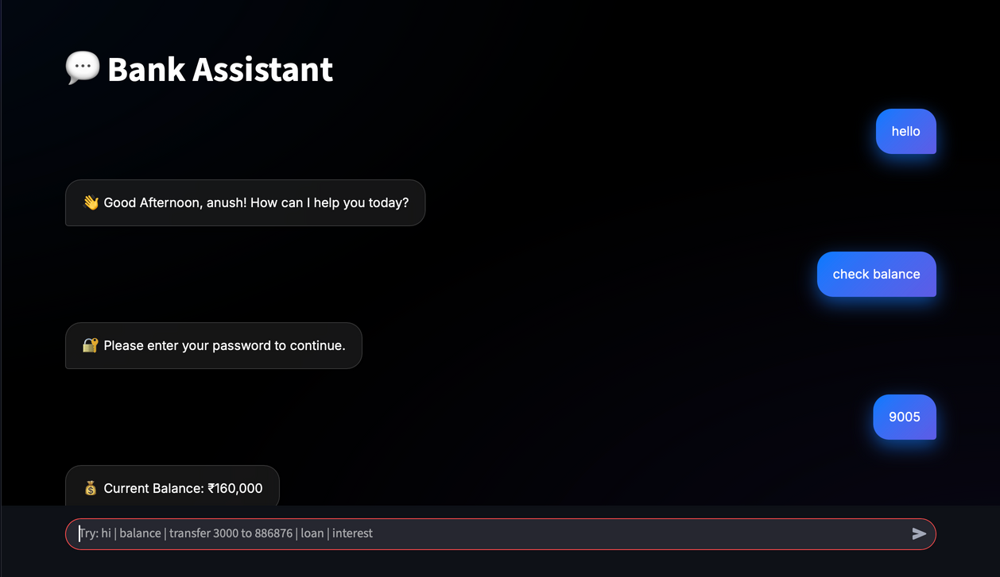 💬 Bank Assistant
hello
👋 Good Afternoon, anush! How can I help you today?
check balance
🔐 Please enter your password to continue.
9005
💰 Current Balance: ₹160,000
Try: hi | balance | transfer 3000 to 886876 | loan | interest